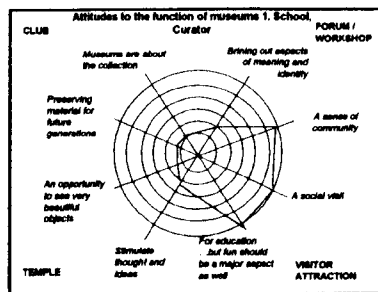 Attitudes to the function of museums 1. School,
Curator
CLUB
FORUM /
WORKSHOP
Museums are about
the collection
Brining out aspects
of meaning and
identity
Preserving
material for
future
generations
A sense of
community
An opportunity
to see very
beautiful
objects
A social visit
Stimulate
thought and
ideas
For education
..but fun should
be a major aspect
as well
TEMPLE
VISITOR
ATTRACTION